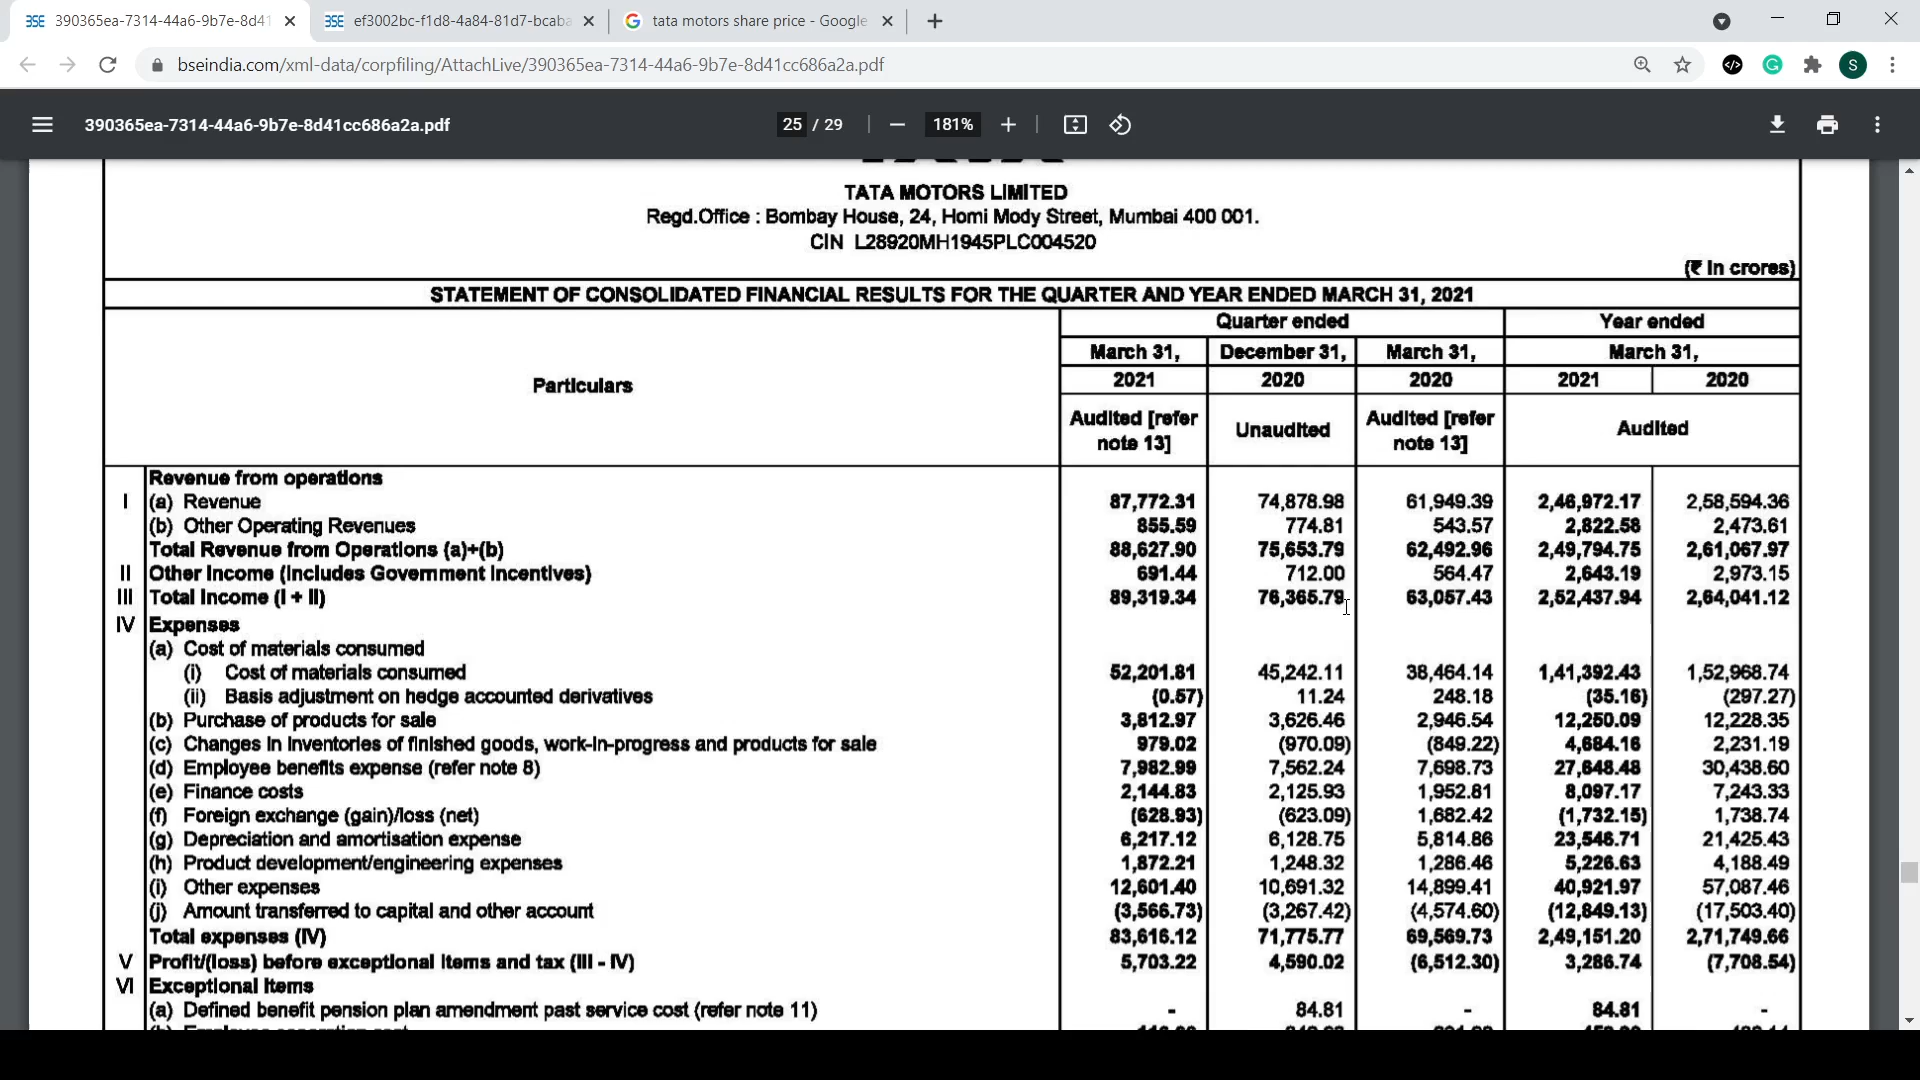 390365ea-7314-44a6-9b7e-8d41
ef3002bc-f1d8-4a84-81d7-bcaba
tata motors share price - Google
bseindia.com/xml-data/corpfiling/AttachLive/390365ea-7314-44a6-9b7e-8d41cc686a2a.pdf
S
390365ea-7314-44a6-9b7e-8d41cc686a2a.pdf
25 / 29
181%
TATA MOTORS LIMITED
Regd.Office : Bombay House, 24, Homi Mody Street, Mumbai 400 001.
CIN L28920MH1945PLC004520
(₹ in crores)
STATEMENT OF CONSOLIDATED FINANCIAL RESULTS FOR THE QUARTER AND YEAR ENDED MARCH 31, 2021
Particulars Quarter ended Year ended
March 31, December 31, March 31, March 31,
2021 2020 2020 2021 2020
Audited [refer note 13] Unaudited Audited [refer note 13] Audited
Revenue from operations
I (a) Revenue 87,772.31 74,878.98 61,949.39 2,46,972.17 2,58,594.36
(b) Other Operating Revenues 855.59 774.81 543.57 2,822.58 2,473.61
Total Revenue from Operations (a)+(b) 88,627.90 75,653.79 62,492.96 2,49,794.75 2,61,067.97
II Other Income (includes Government Incentives) 691.44 712.00 564.47 2,643.19 2,973.15
III Total Income (I + II) 89,319.34 76,365.79 63,057.43 2,52,437.94 2,64,041.12
IV Expenses
(a) Cost of materials consumed
(i) Cost of materials consumed 52,201.81 45,242.11 38,464.14 1,41,392.43 1,52,968.74
(ii) Basis adjustment on hedge accounted derivatives (0.57) 11.24 248.18 (35.16) (297.27)
(b) Purchase of products for sale 3,812.97 3,626.46 2,946.54 12,250.09 12,228.35
(c) Changes in inventories of finished goods, work-in-progress and products for sale 979.02 (970.09) (849.22) 4,684.16 2,231.19
(d) Employee benefits expense (refer note 8) 7,982.99 7,562.24 7,698.73 27,648.48 30,438.60
(e) Finance costs 2,144.83 2,125.93 1,952.81 8,097.17 7,243.33
(f) Foreign exchange (gain)/loss (net) (628.93) (623.09) 1,682.42 (1,732.15) 1,738.74
(g) Depreciation and amortisation expense 6,217.12 6,128.75 5,814.86 23,546.71 21,425.43
(h) Product development/engineering expenses 1,872.21 1,248.32 1,286.46 5,226.63 4,188.49
(i) Other expenses 12,601.40 10,691.32 14,899.41 40,921.97 57,087.46
(j) Amount transferred to capital and other account (3,566.73) (3,267.42) (4,574.60) (12,849.13) (17,503.40)
Total expenses (IV) 83,616.12 71,775.77 69,569.73 2,49,151.20 2,71,749.66
V Profit/(loss) before exceptional items and tax (III - IV) 5,703.22 4,590.02 (6,512.30) 3,286.74 (7,708.54)
VI Exceptional Items
(a) Defined benefit pension plan amendment past service cost (refer note 11) - 84.81 - 84.81 -